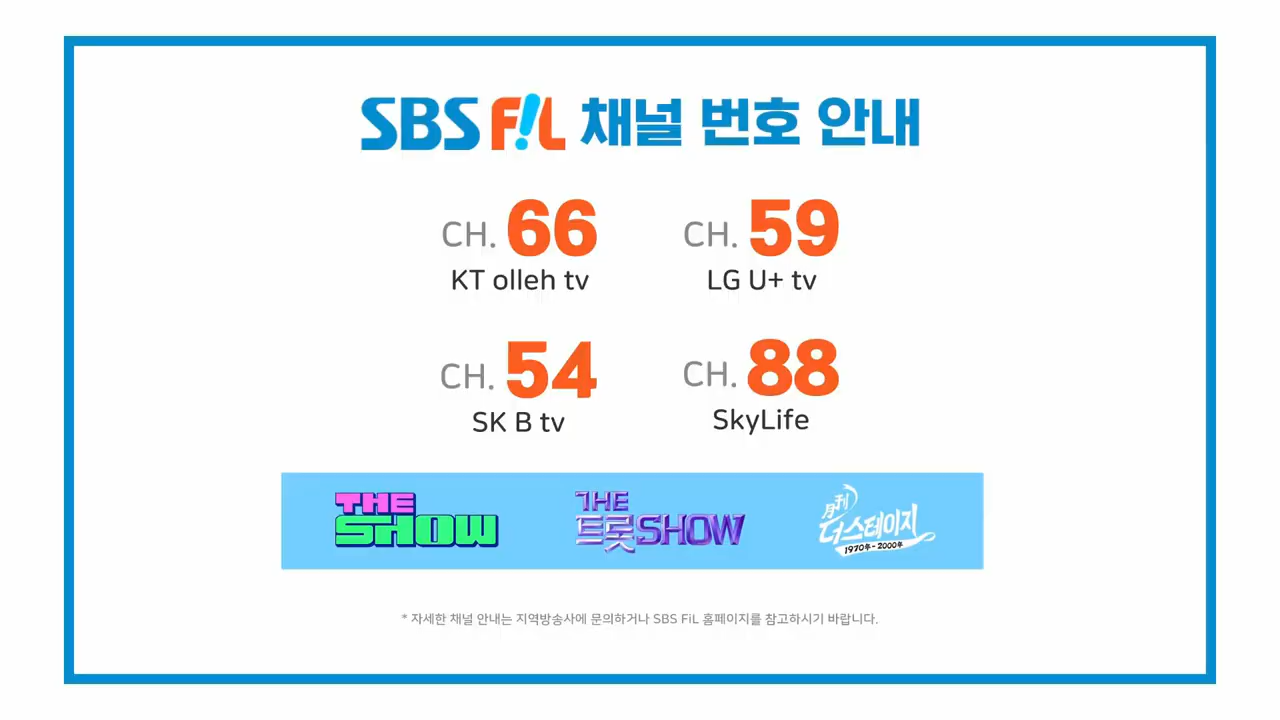 SBS FiL 채널 번호 안내
CH. 66
KT olleh tv
CH. 59
LG U+ tv
CH. 54
SK B tv
CH. 88
SkyLife
THE
SHOW
THE
트롯SHOW
月刊
더스테이지
1970年-2000年
* 자세한 채널 안내는 지역방송사에 문의하거나 SBS FiL 홈페이지를 참고하시기 바랍니다.